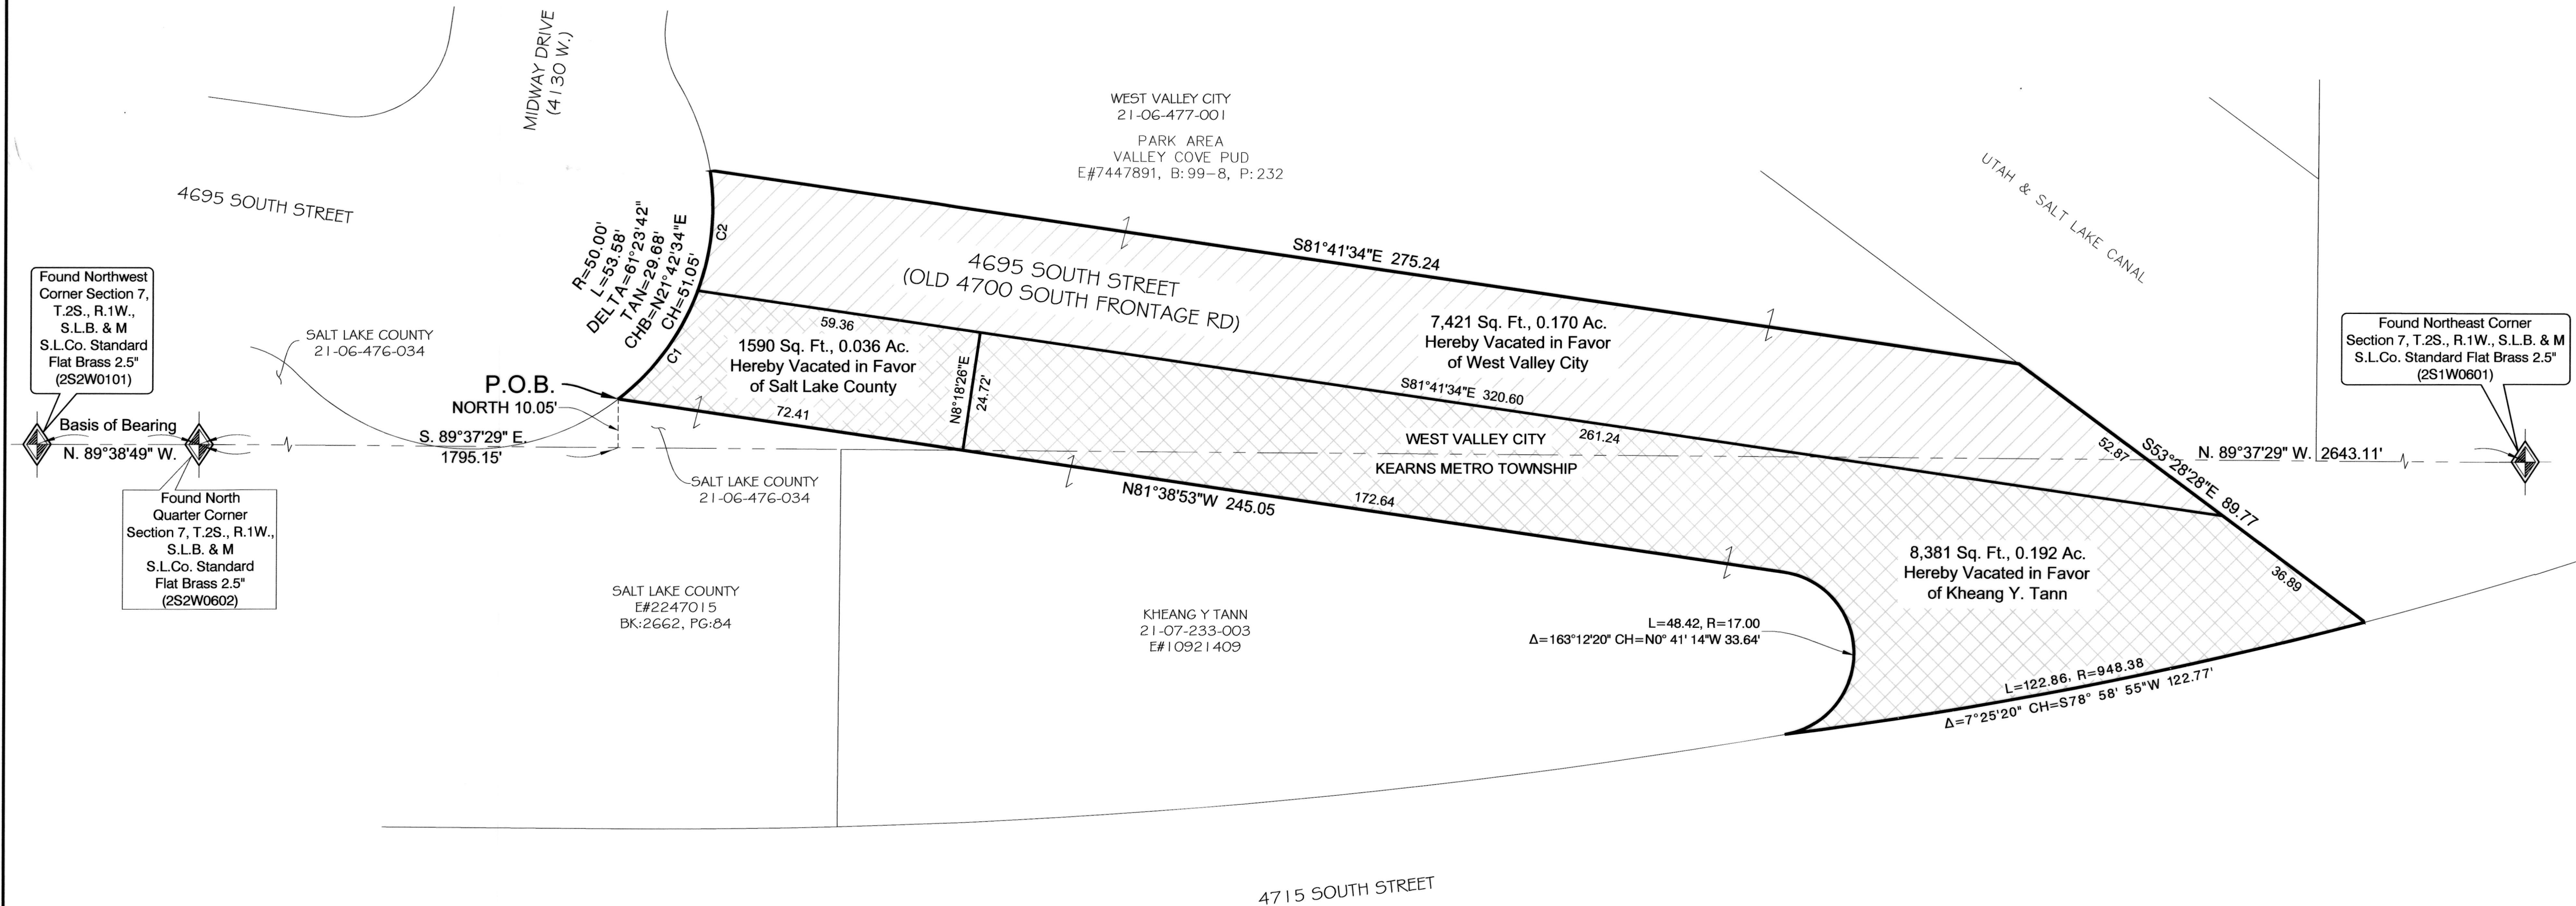 MIDWAY DRIVE
(4130 W.)
4695 SOUTH STREET
WEST VALLEY CITY
21-06-477-001
PARK AREA
VALLEY COVE PUD
E#7447891, B:99-8, P:232
UTAH & SALT LAKE CANAL
R=50.00'
L=53.58'
DELTA=61°23'42"
TAN=29.68'
CHB=N21°42'34"E
CH=51.05'
C2
C1
S81°41'34"E 275.24
4695 SOUTH STREET
(OLD 4700 SOUTH FRONTAGE RD)
Found Northwest
Corner Section 7,
T.2S., R.1W.,
S.L.B. & M
S.L.Co. Standard
Flat Brass 2.5"
(2S2W0101)
SALT LAKE COUNTY
21-06-476-034
59.36
1590 Sq. Ft., 0.036 Ac.
Hereby Vacated in Favor
of Salt Lake County
N8°18'26"E
24.72'
7,421 Sq. Ft., 0.170 Ac.
Hereby Vacated in Favor
of West Valley City
Found Northeast Corner
Section 7, T.2S., R.1W., S.L.B. & M
S.L.Co. Standard Flat Brass 2.5"
(2S1W0601)
P.O.B.
NORTH 10.05'
72.41
S81°41'34"E 320.60
261.24
Basis of Bearing
N. 89°38'49" W.
S. 89°37'29" E.
1795.15'
WEST VALLEY CITY
KEARNS METRO TOWNSHIP
52.87
S53°28'28"E 89.77
N. 89°37'29" W. 2643.11'
Found North
Quarter Corner
Section 7, T.2S., R.1W.,
S.L.B. & M
S.L.Co. Standard
Flat Brass 2.5"
(2S2W0602)
SALT LAKE COUNTY
21-06-476-034
N81°38'53"W 245.05
172.64
8,381 Sq. Ft., 0.192 Ac.
Hereby Vacated in Favor
of Kheang Y. Tann
36.89
SALT LAKE COUNTY
E#2247015
BK:2662, PG:84
KHEANG Y TANN
21-07-233-003
E#10921409
L=48.42, R=17.00
Δ=163°12'20" CH=N0° 41' 14"W 33.64'
L=122.86, R=948.38
Δ=7°25'20" CH=S78° 58' 55"W 122.77'
4715 SOUTH STREET